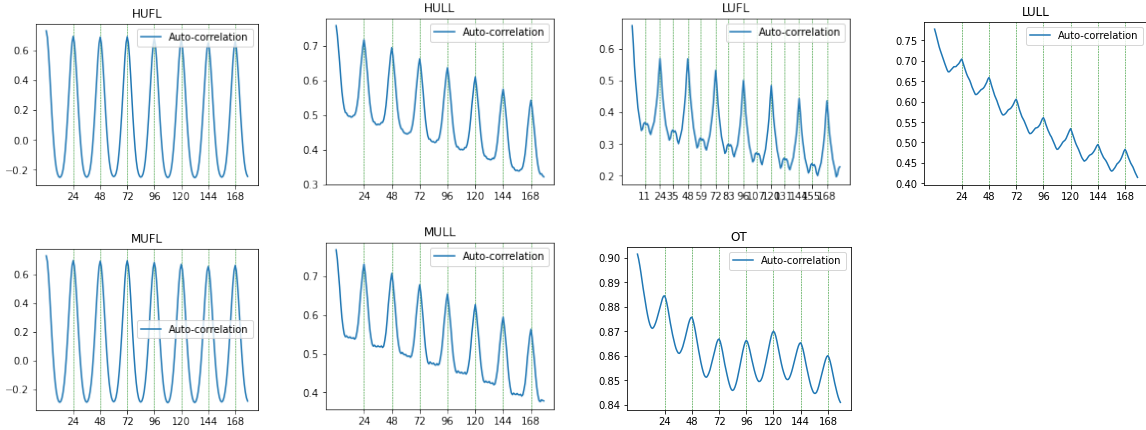 HUFL
Auto-correlation
0.6
0.4
0.2
0.0
−0.2
24 48 72 96 120 144 168
HULL
Auto-correlation
0.7
0.6
0.5
0.4
0.3
24 48 72 96 120 144 168
LUFL
Auto-correlation
0.6
0.5
0.4
0.3
0.2
11 24 35 48 59 72 83 96 107 120 131 144 155 168
LULL
Auto-correlation
0.75
0.70
0.65
0.60
0.55
0.50
0.45
0.40
24 48 72 96 120 144 168
MUFL
Auto-correlation
0.6
0.4
0.2
0.0
−0.2
24 48 72 96 120 144 168
MULL
Auto-correlation
0.7
0.6
0.5
0.4
24 48 72 96 120 144 168
OT
Auto-correlation
0.90
0.89
0.88
0.87
0.86
0.85
0.84
24 48 72 96 120 144 168